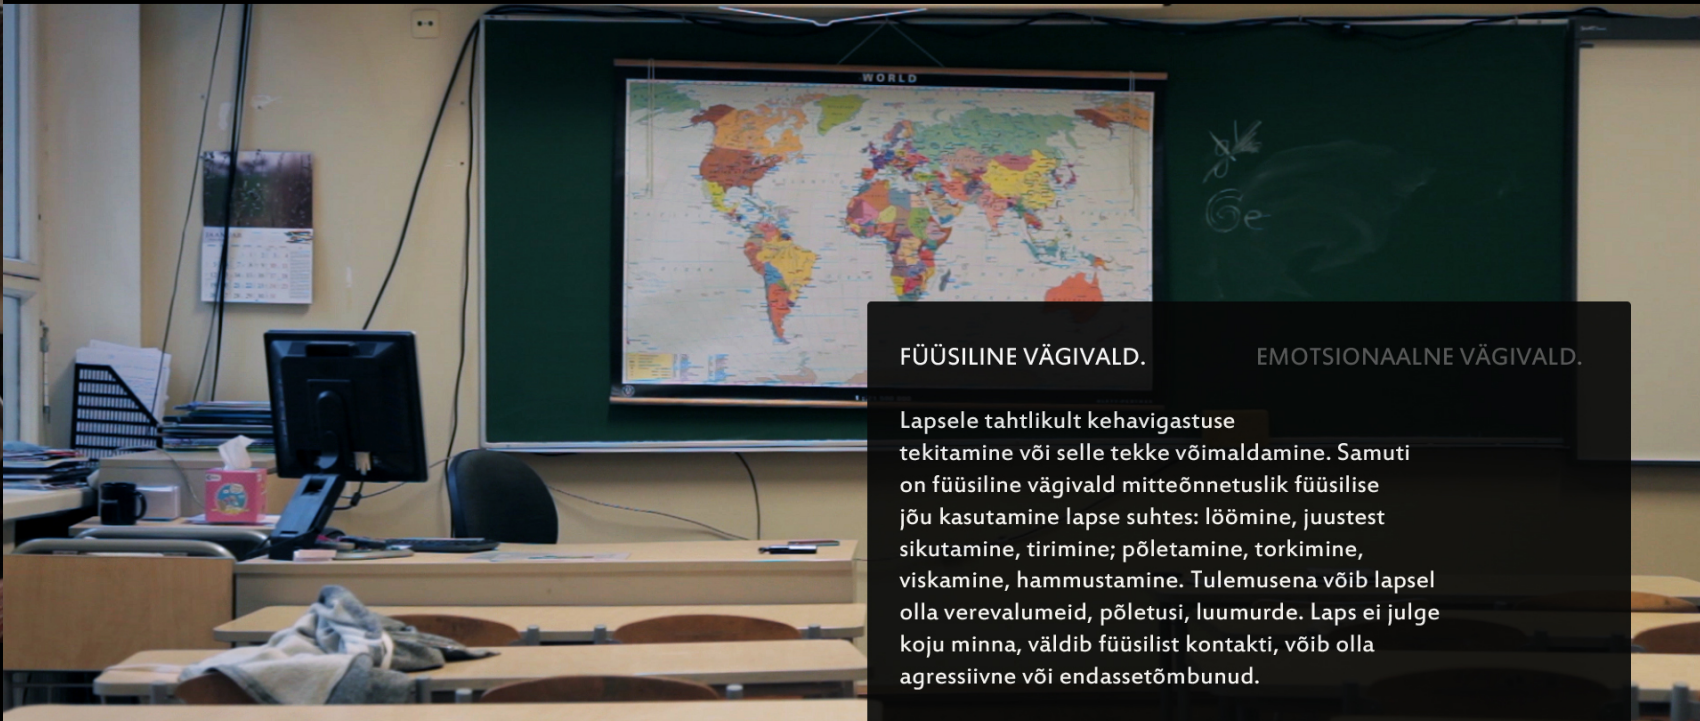 WORLD
Ge
FÜÜSILINE VÄGIVALD.
EMOTSIONAALNE VÄGIVALD.
Lapsele tahtlikult kehavigastuse
tekitamine või selle tekke võimaldamine. Samuti
on füüsiline vägivald mitteõnnetuslik füüsilise
jõu kasutamine lapse suhtes: löömine, juustest
sikutamine, tirimine; põletamine, torkimine,
viskamine, hammustamine. Tulemusena võib lapsel
olla verevalumeid, põletusi, luumurde. Laps ei julge
koju minna, väldib füüsilist kontakti, võib olla
agressiivne või endassetõmbunud.